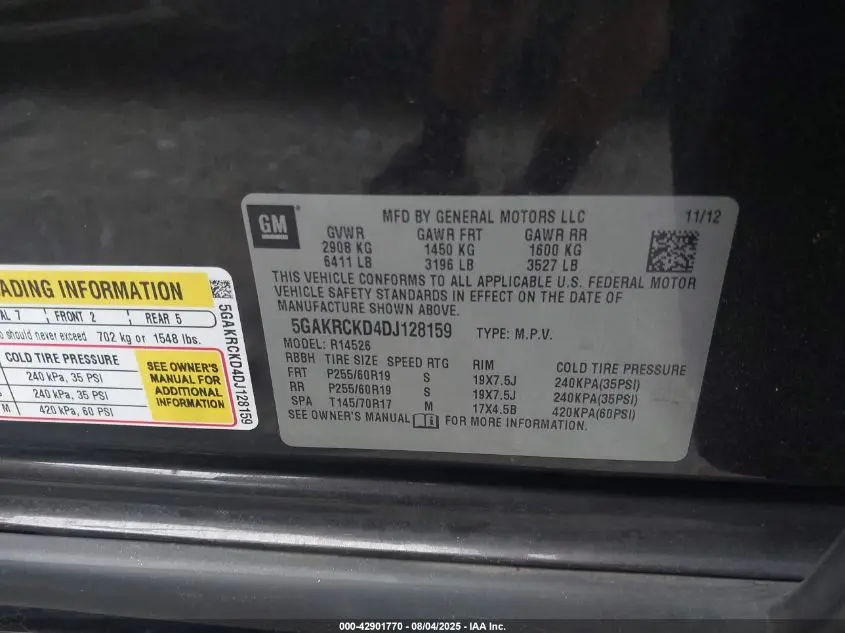 GM
MFD BY GENERAL MOTORS LLC 11/12
GVWR GAWR FRT GAWR RR
2908 KG 1450 KG 1600 KG
6411 LB 3196 LB 3527 LB
THIS VEHICLE CONFORMS TO ALL APPLICABLE U.S. FEDERAL MOTOR
VEHICLE SAFETY STANDARDS IN EFFECT ON THE DATE OF
MANUFACTURE SHOWN ABOVE.
5GAKRCKD4DJ128159 TYPE: M.P.V.
MODEL: R14526
RBBH TIRE SIZE SPEED RTG RIM COLD TIRE PRESSURE
FRT P255/60R19 S 19X7.5J 240KPA(35PSI)
RR P255/60R19 S 19X7.5J 240KPA(35PSI)
SPA T145/70R17 M 17X4.5B 420KPA(60PSI)
SEE OWNER'S MANUAL FOR MORE INFORMATION.
ADING INFORMATION
AL 7 FRONT 2 REAR 5
should never exceed 702 kg or 1548 lbs.
COLD TIRE PRESSURE
240 kPa, 35 PSI
240 kPa, 35 PSI
M 420 kPa, 60 PSI
SEE OWNER'S
MANUAL FOR
ADDITIONAL
INFORMATION
5GAKRCKD4DJ128159
000-42901770 - 08/04/2025 - IAA Inc.